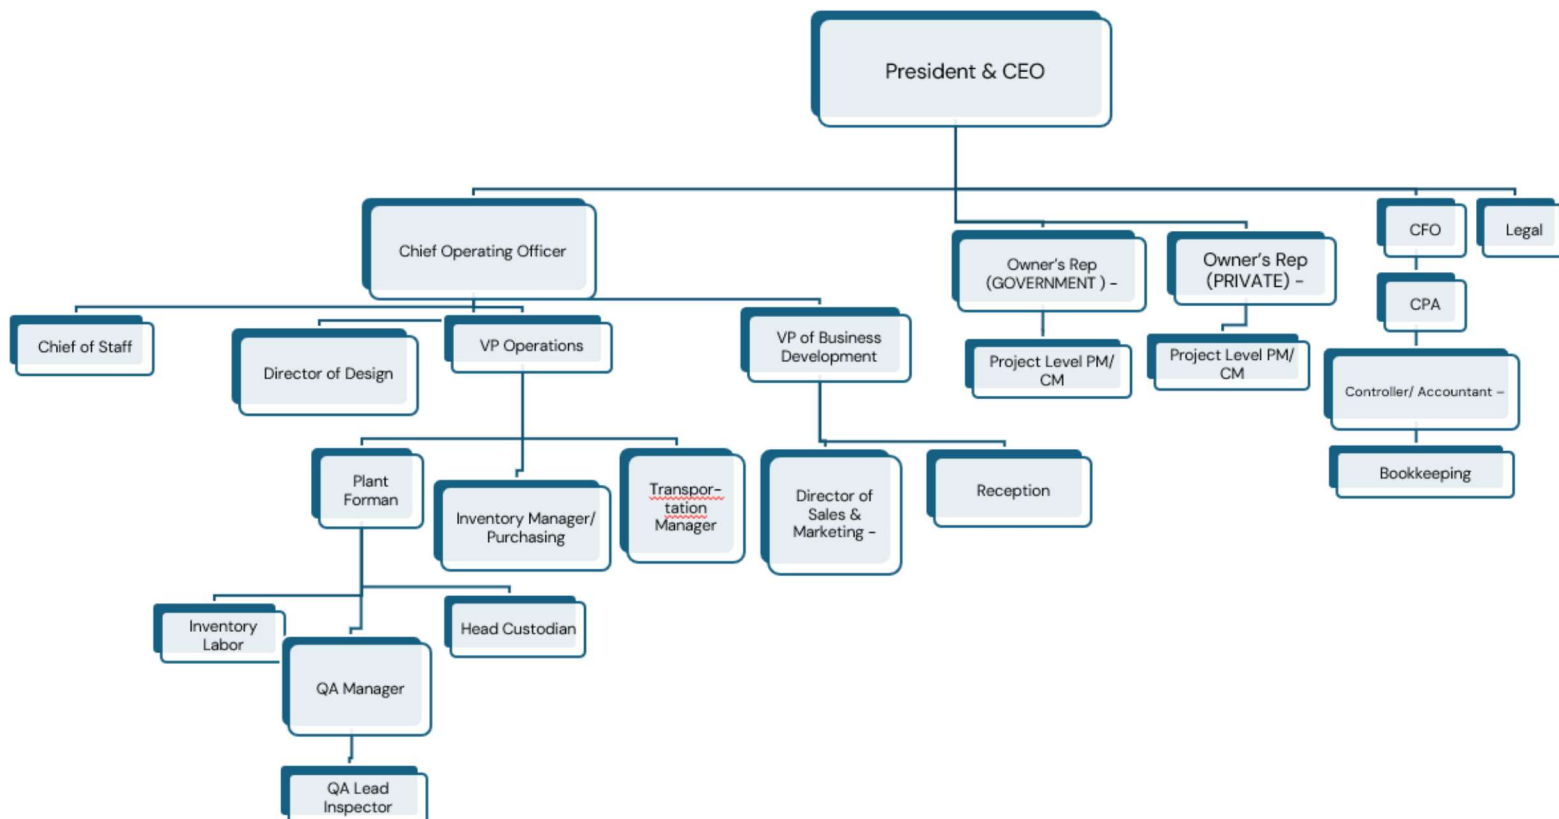 President & CEO
Chief Operating Officer
Owner's Rep
(GOVERNMENT ) -
Owner's Rep
(PRIVATE) -
CFO
Legal
Chief of Staff
Director of Design
VP Operations
VP of Business
Development
Project Level PM/
CM
Project Level PM/
CM
CPA
Controller/ Accountant –
Bookkeeping
Plant
Forman
Inventory Manager/
Purchasing
Transpor-
tation
Manager
Director of
Sales &
Marketing -
Reception
Inventory
Labor
QA Manager
Head Custodian
QA Lead
Inspector